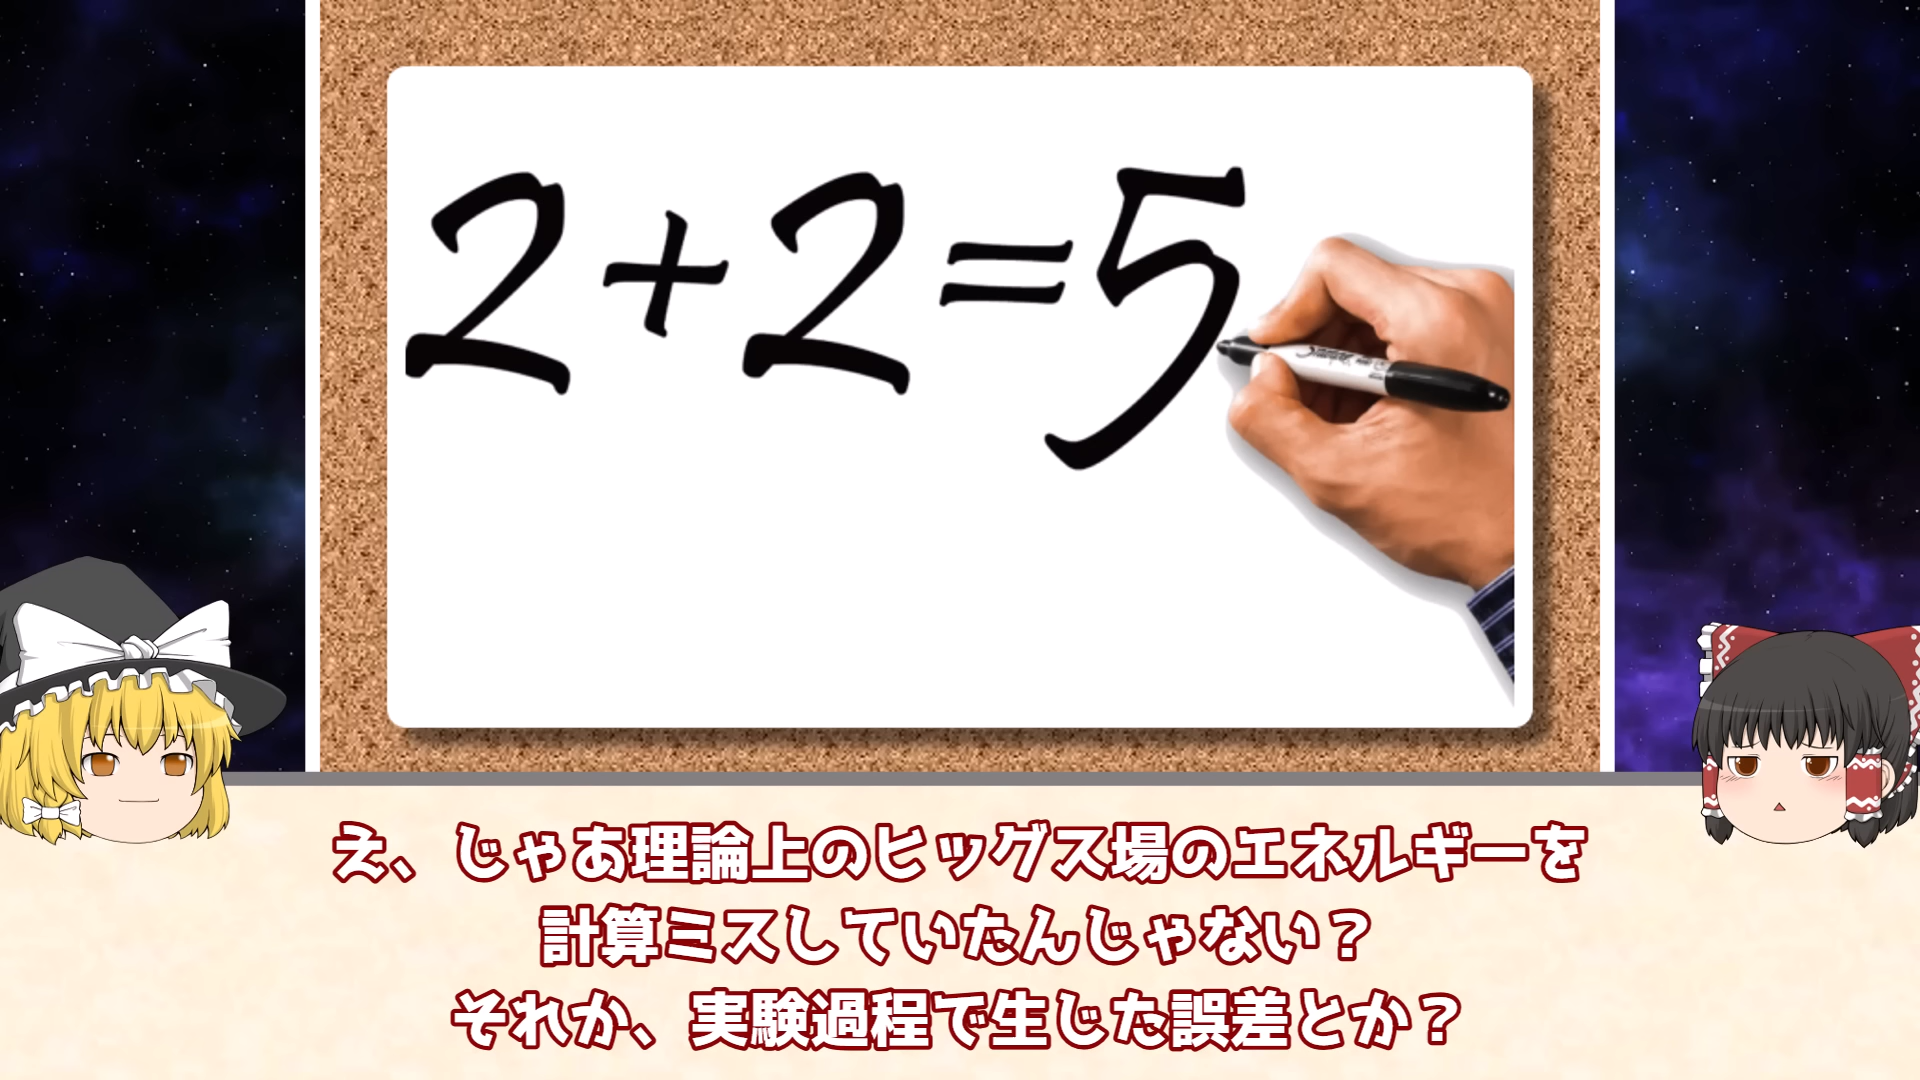 2+2=5
え、じゃあ理論上のヒッグス場のエネルギーを
計算ミスしていたんじゃない？
それか、実験過程で生じた誤差とか？